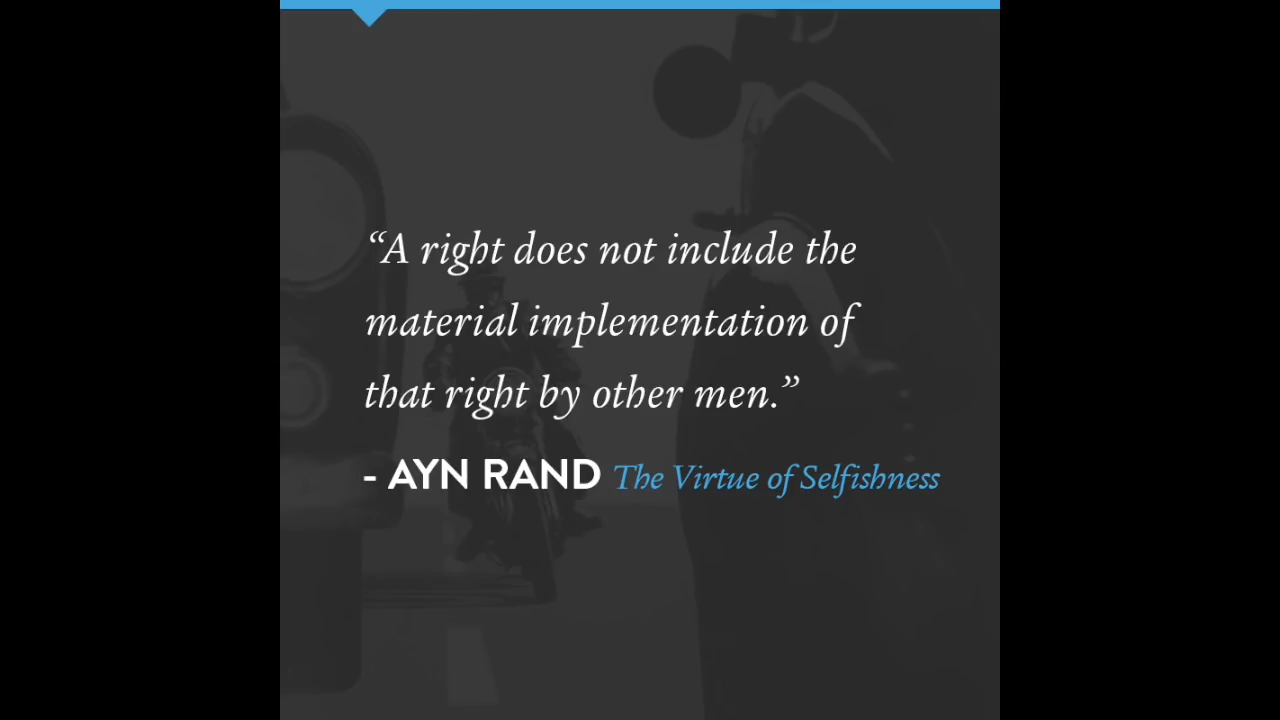 “A right does not include the
material implementation of
that right by other men.”
- AYN RAND The Virtue of Selfishness